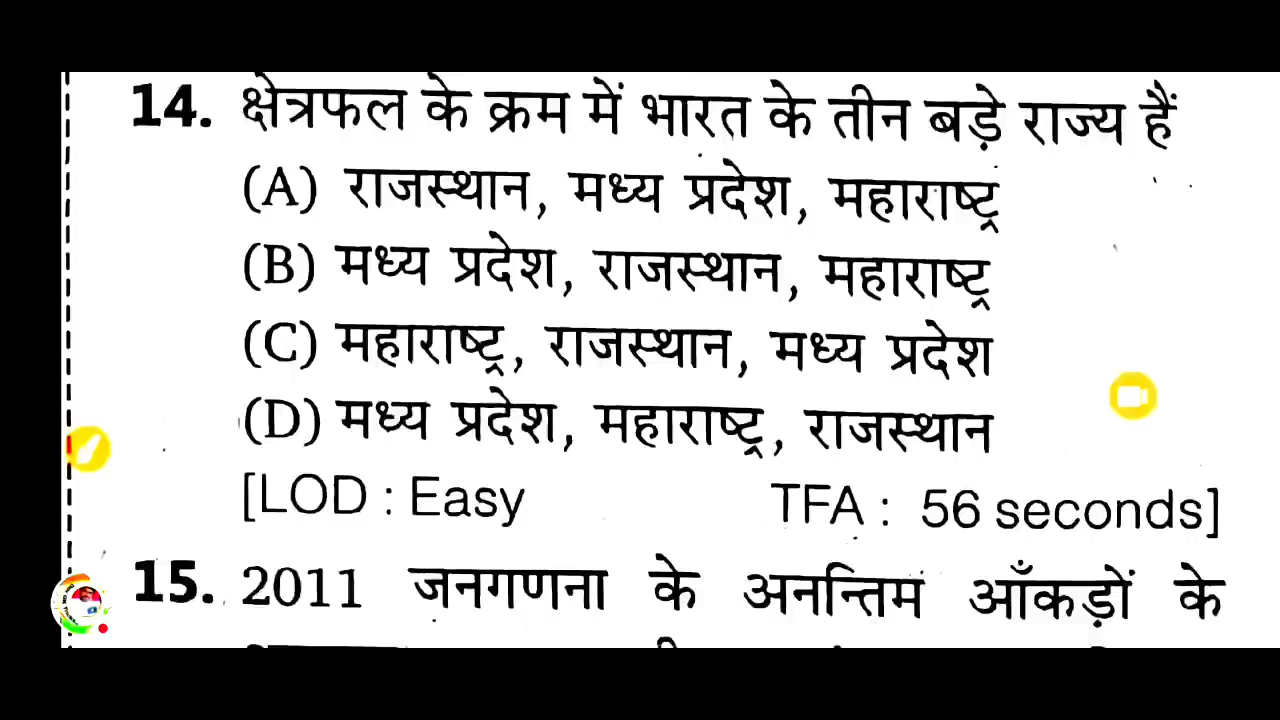 14. क्षेत्रफल के क्रम में भारत के तीन बड़े राज्य हैं
(A) राजस्थान, मध्य प्रदेश, महाराष्ट्र
(B) मध्य प्रदेश, राजस्थान, महाराष्ट्र
(C) महाराष्ट्र, राजस्थान, मध्य प्रदेश
(D) मध्य प्रदेश, महाराष्ट्र, राजस्थान
[LOD : Easy TFA : 56 seconds]
15. 2011 जनगणना के अनन्तिम आँकड़ों के